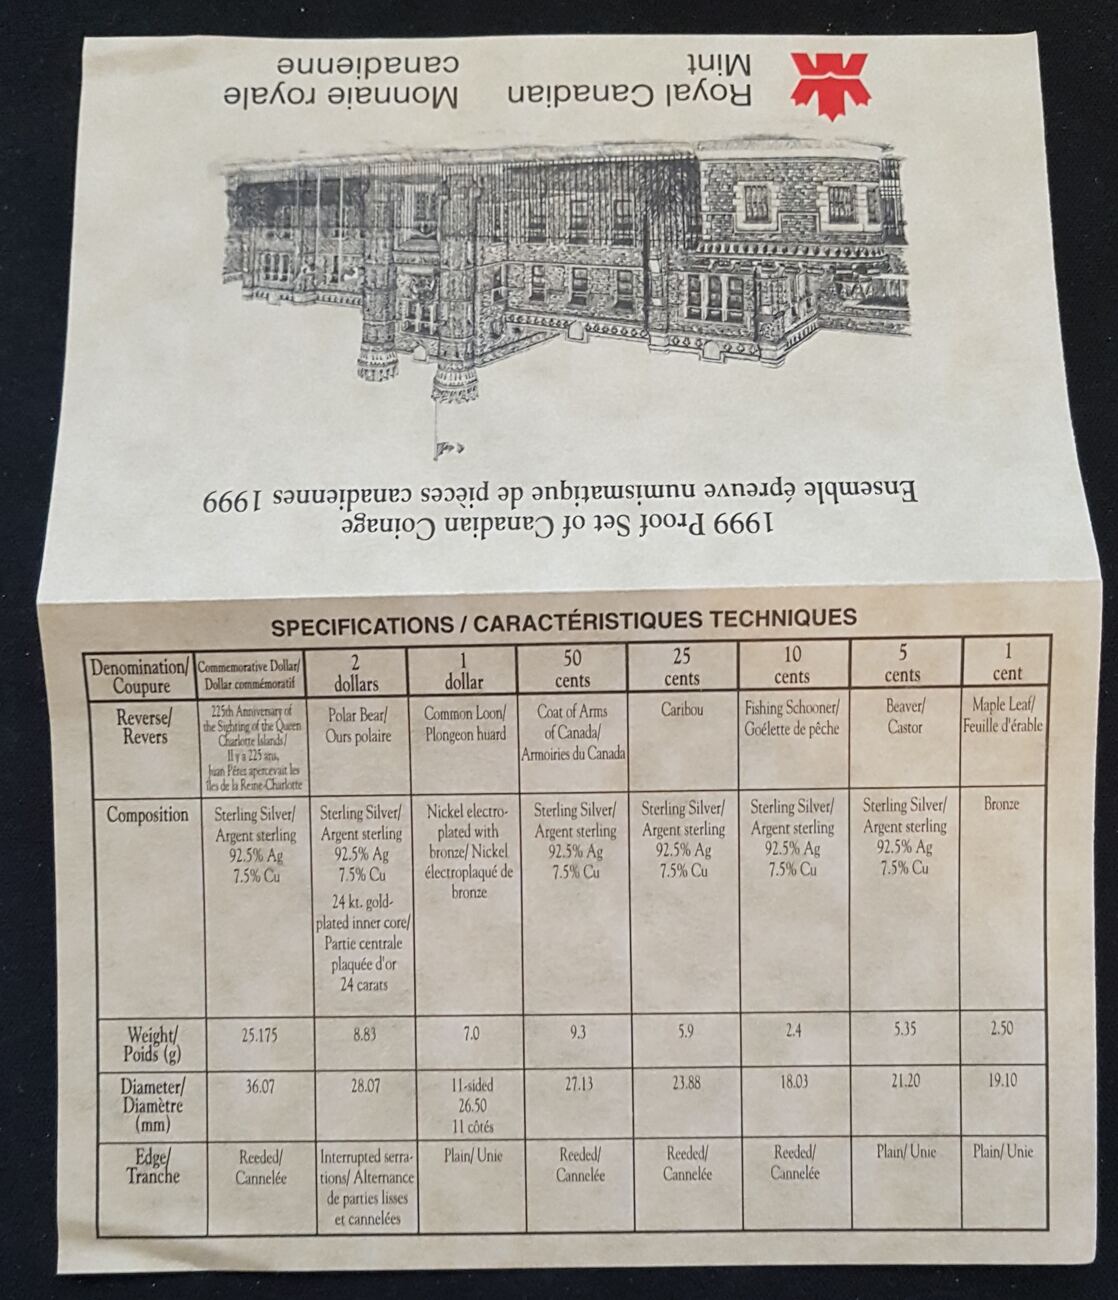 Royal Canadian
Mint
Monnaie royale
canadienne
1999 Proof Set of Canadian Coinage
Ensemble épreuve numismatique de pièces canadiennes 1999
SPECIFICATIONS / CARACTÉRISTIQUES TECHNIQUES
Denomination/
Coupure
Commemorative Dollar/
Dollar commémoratif
2
dollars
1
dollar
50
cents
25
cents
10
cents
5
cents
1
cent
Reverse/
Revers
225th Anniversary of
the Sighting of the Queen
Charlotte Islands/
Il y a 225 ans,
Juan Pérez apercevait les
îles de la Reine-Charlotte
Polar Bear/
Ours polaire
Common Loon/
Plongeon huard
Coat of Arms
of Canada/
Armoiries du Canada
Caribou
Fishing Schooner/
Goélette de pêche
Beaver/
Castor
Maple Leaf/
Feuille d'érable
Composition
Sterling Silver/
Argent sterling
92.5% Ag
7.5% Cu
Sterling Silver/
Argent sterling
92.5% Ag
7.5% Cu
24 kt. gold-
plated inner core/
Partie centrale
plaquée d'or
24 carats
Nickel electro-
plated with
bronze/ Nickel
électroplaqué de
bronze
Sterling Silver/
Argent sterling
92.5% Ag
7.5% Cu
Sterling Silver/
Argent sterling
92.5% Ag
7.5% Cu
Sterling Silver/
Argent sterling
92.5% Ag
7.5% Cu
Sterling Silver/
Argent sterling
92.5% Ag
7.5% Cu
Bronze
Weight/
Poids (g)
25.175
8.83
7.0
9.3
5.9
2.4
5.35
2.50
Diameter/
Diamètre
(mm)
36.07
28.07
11-sided
26.50
11 côtés
27.13
23.88
18.03
21.20
19.10
Edge/
Tranche
Reeded/
Cannelée
Interrupted serra-
tions/ Alternance
de parties lisses
et cannelées
Plain/ Unie
Reeded/
Cannelée
Reeded/
Cannelée
Reeded/
Cannelée
Plain/ Unie
Plain/ Unie